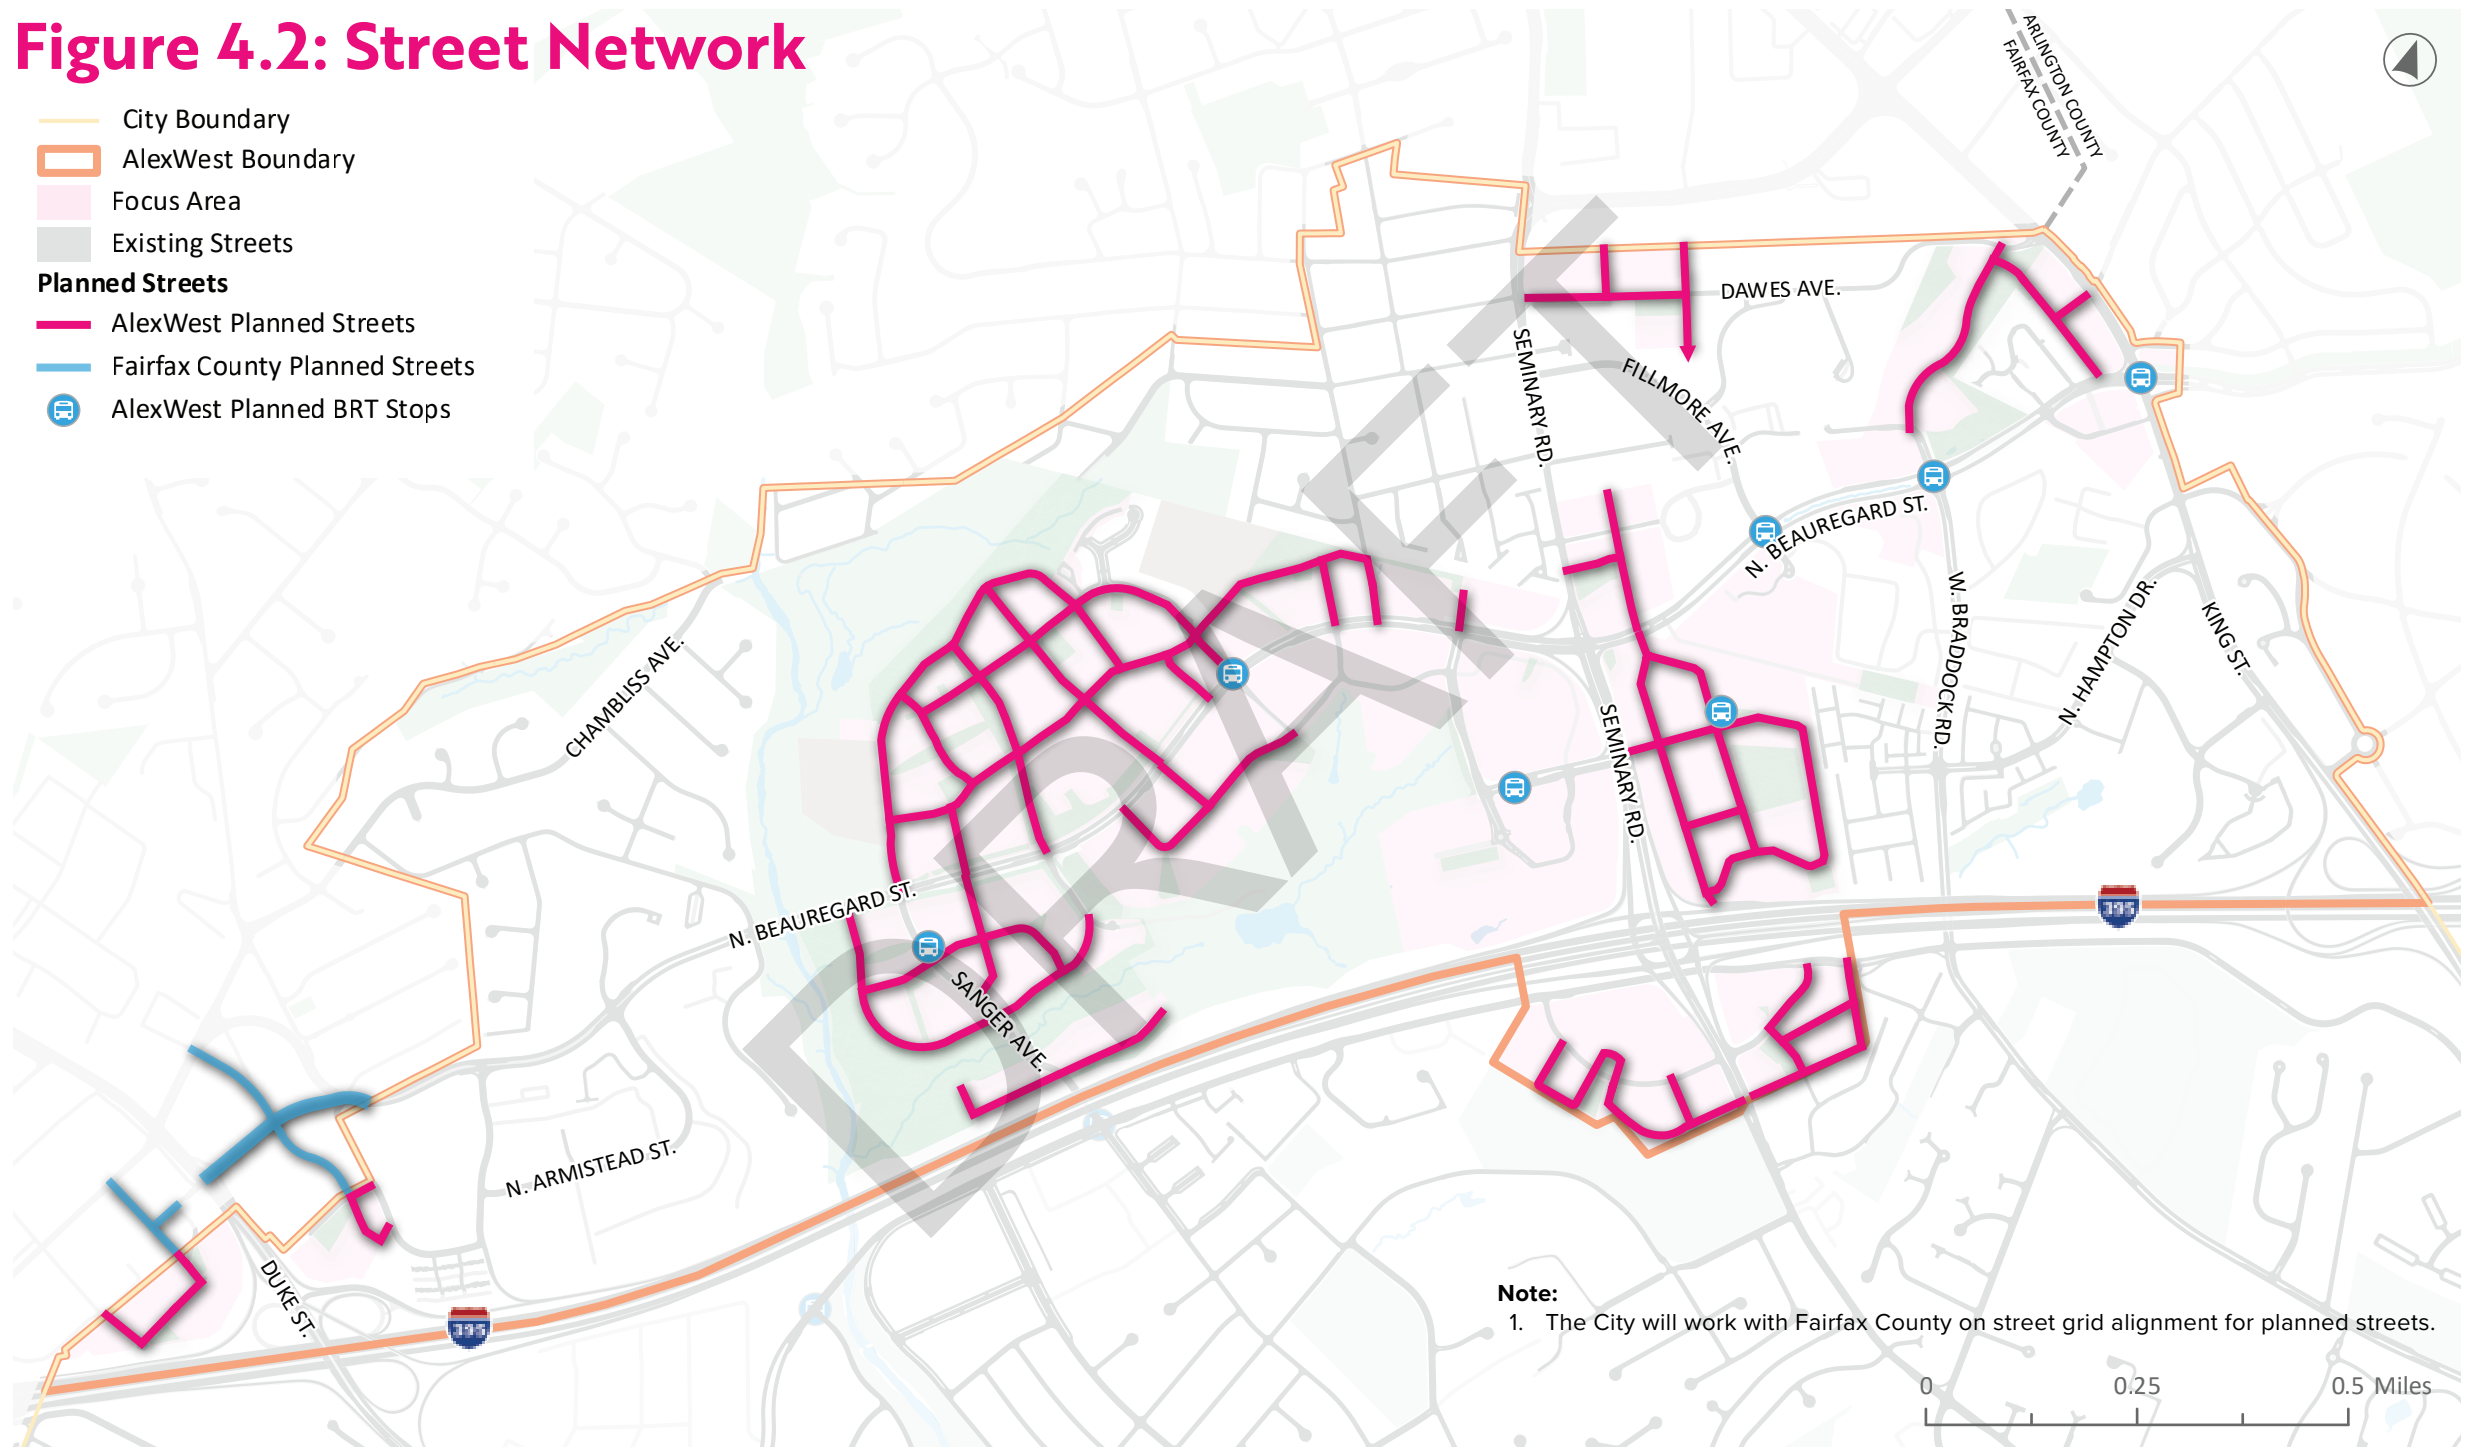 Figure 4.2: Street Network
City Boundary
AlexWest Boundary
Focus Area
Existing Streets
Planned Streets
AlexWest Planned Streets
Fairfax County Planned Streets
AlexWest Planned BRT Stops
ARLINGTON COUNTY
FAIRFAX COUNTY
DAWES AVE.
SEMINARY RD.
FILLMORE AVE.
N. BEAUREGARD ST.
W. BRADDOCK RD.
N. HAMPTON DR.
KING ST.
CHAMBLISS AVE.
SEMINARY RD.
N. BEAUREGARD ST.
SANGER AVE.
395
N. ARMISTEAD ST.
DUKE ST.
395
DRAFT
Note:
1. The City will work with Fairfax County on street grid alignment for planned streets.
0 0.25 0.5 Miles